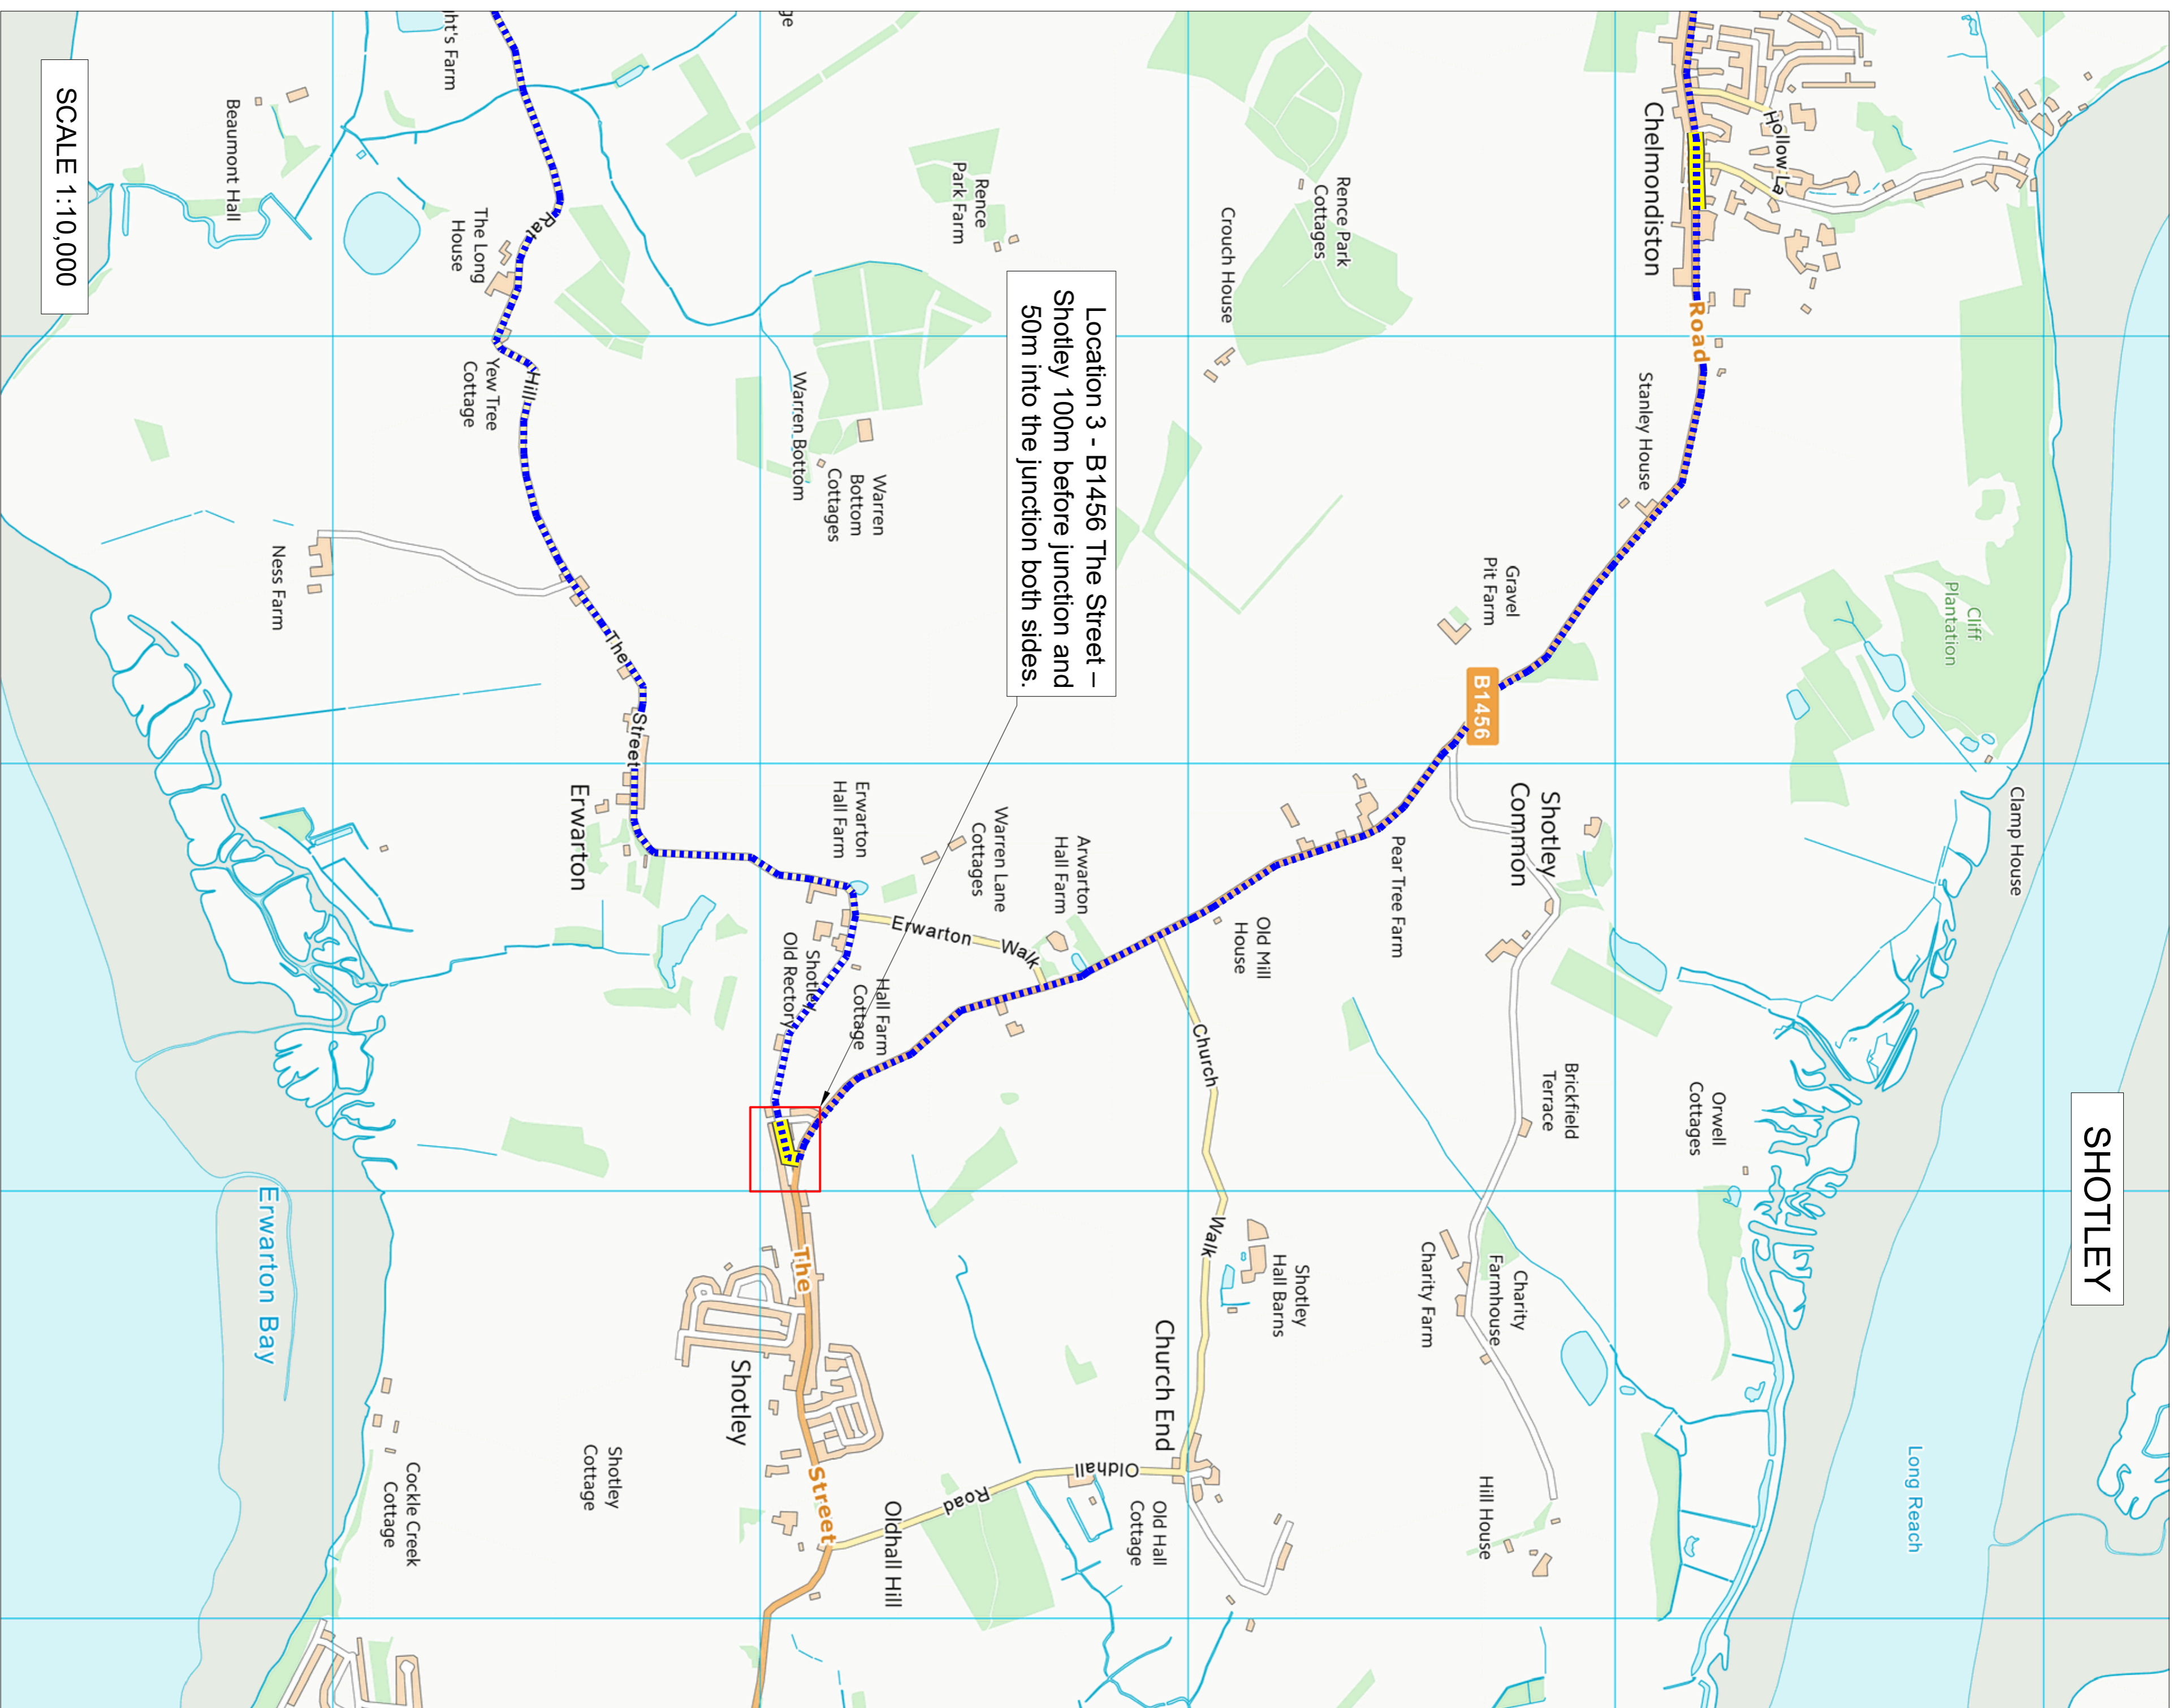 SHOTLEY
Long Reach
Clamp House
Cliff
Plantation
Hollow La
Chelmondiston
Road
Stanley House
Gravel
Pit Farm
B1456
Shotley
Common
Pear Tree Farm
Orwell
Cottages
Brickfield
Terrace
Charity
Farmhouse
Charity Farm
Hill House
Rence Park
Cottages
Crouch House
Old Mill
House
Church
Walk
Shotley
Hall Barns
Church End
Oldhall
Road
Old Hall
Cottage
Oldhall Hill
Location 3 - B1456 The Street –
Shotley 100m before junction and
50m into the junction both sides.
Rence
Park Farm
Arwarton
Hall Farm
Warren Lane
Cottages
Erwarton
Walk
Warren
Bottom
Cottages
Warren Bottom
Erwarton
Hall Farm
Hall Farm
Cottage
Shotley
Old Rectory
The
Street
Shotley
ge
Rat
Hill
The
Street
Erwarton
The Long
House
Yew Tree
Cottage
ht's Farm
Shotley
Cottage
Cockle Creek
Cottage
Beaumont Hall
Ness Farm
Erwarton Bay
SCALE 1:10,000